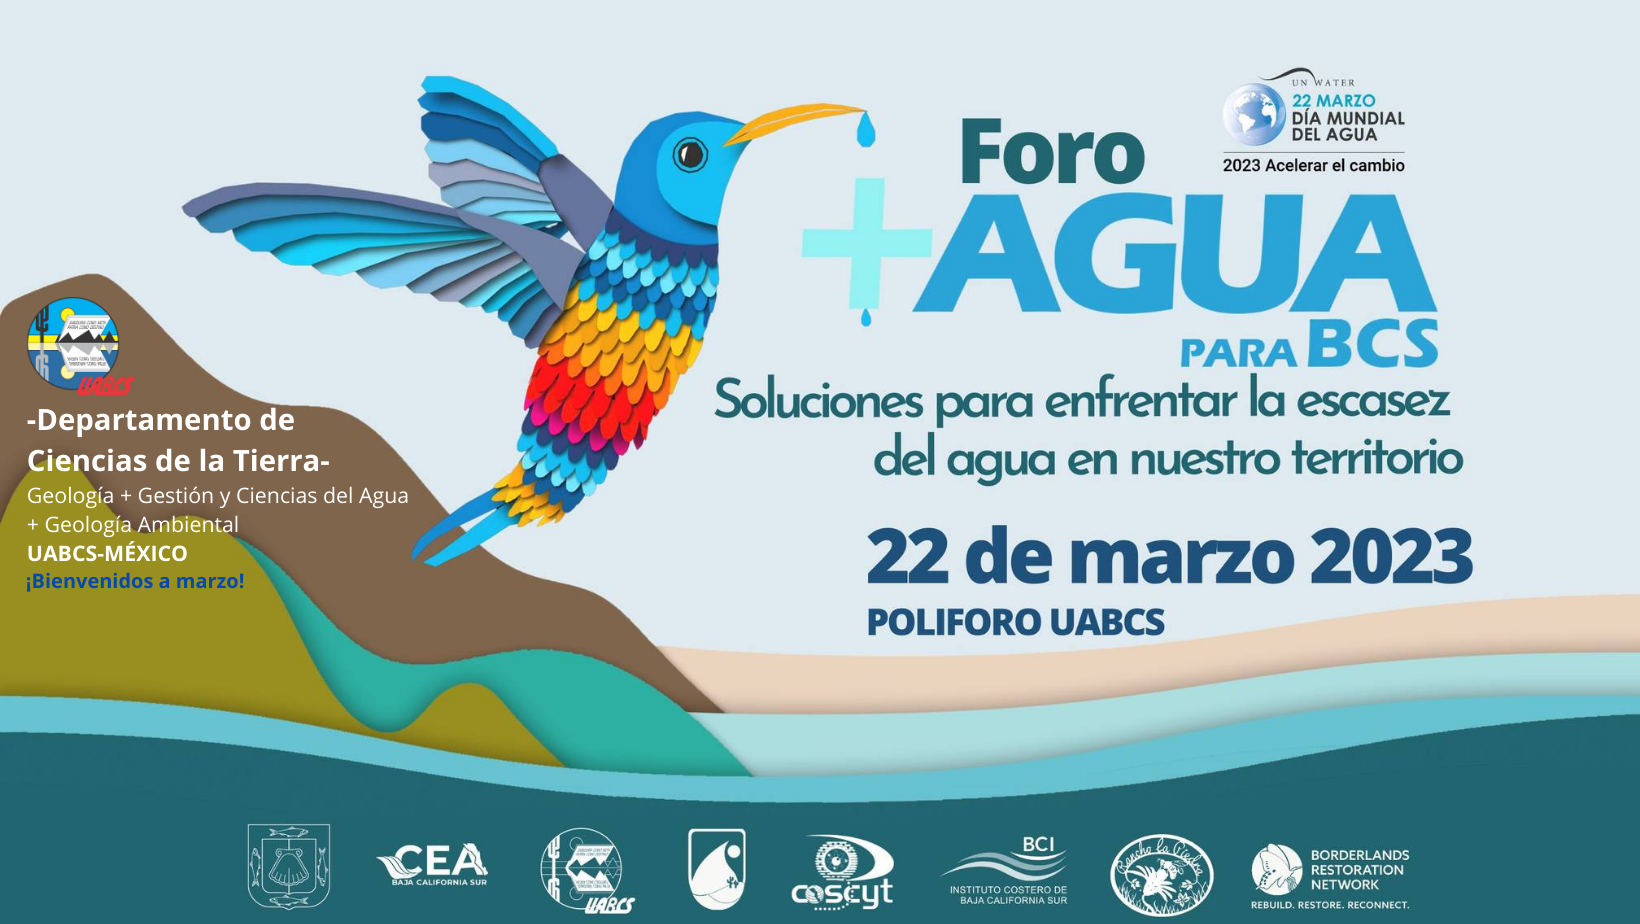 UN WATER
22 MARZO
DÍA MUNDIAL
DEL AGUA
2023 Acelerar el cambio
Foro
+AGUA
PARA BCS
Soluciones para enfrentar la escasez
del agua en nuestro territorio
22 de marzo 2023
POLIFORO UABCS
UABCS
-Departamento de
Ciencias de la Tierra-
Geología + Gestión y Ciencias del Agua
+ Geología Ambiental
UABCS-MÉXICO
¡Bienvenidos a marzo!
CEA
BAJA CALIFORNIA SUR
UABCS
coscyt
BCI
INSTITUTO COSTERO DE
BAJA CALIFORNIA SUR
Rancho la
BORDERLANDS
RESTORATION
NETWORK
REBUILD. RESTORE. RECONNECT.